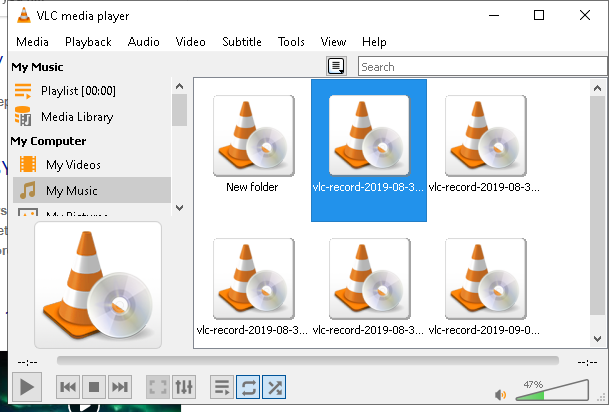 VLC media player
Media Playback Audio Video Subtitle Tools View Help
My Music
Search
Playlist [00:00]
Media Library
My Computer
My Videos
My Music
My Pictures
New folder
vlc-record-2019-08-3...
vlc-record-2019-08-3...
vlc-record-2019-08-3...
vlc-record-2019-08-3...
vlc-record-2019-09-0...
--:--
--:--
47%